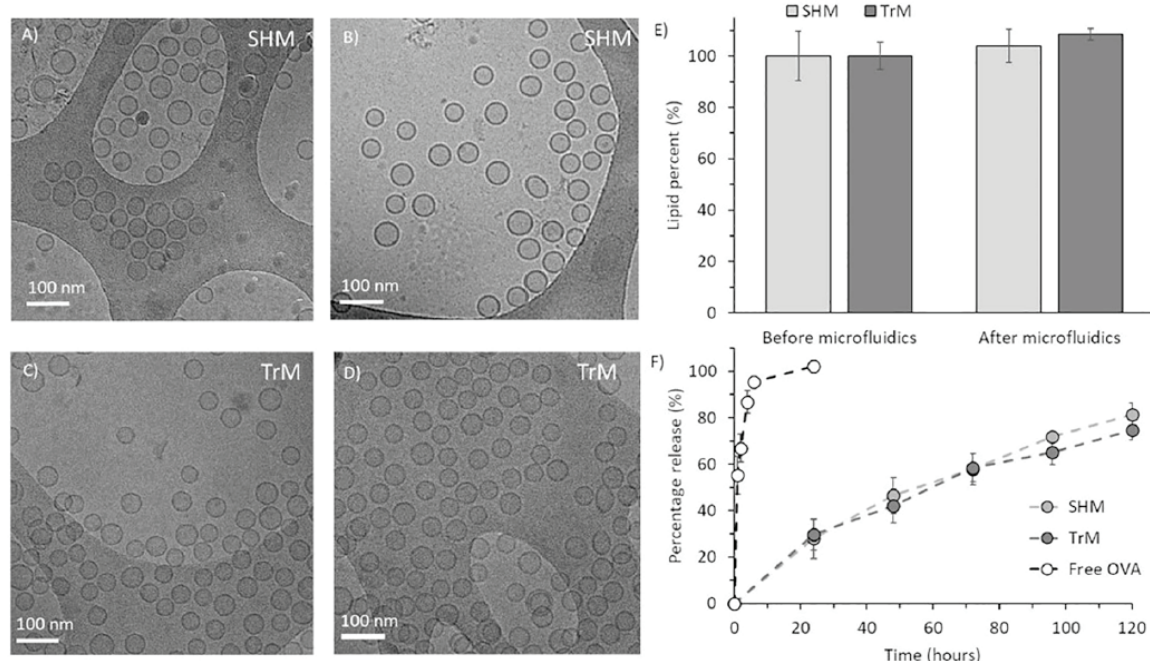 A)
SHM
100 nm
B)
SHM
100 nm
C)
TrM
100 nm
D)
TrM
100 nm
E)
SHM TrM
Lipid percent (%)
100
80
60
40
20
0
Before microfluidics After microfluidics
F)
Percentage release (%)
100
80
60
40
20
0
SHM
TrM
Free OVA
0 20 40 60 80 100 120
Time (hours)